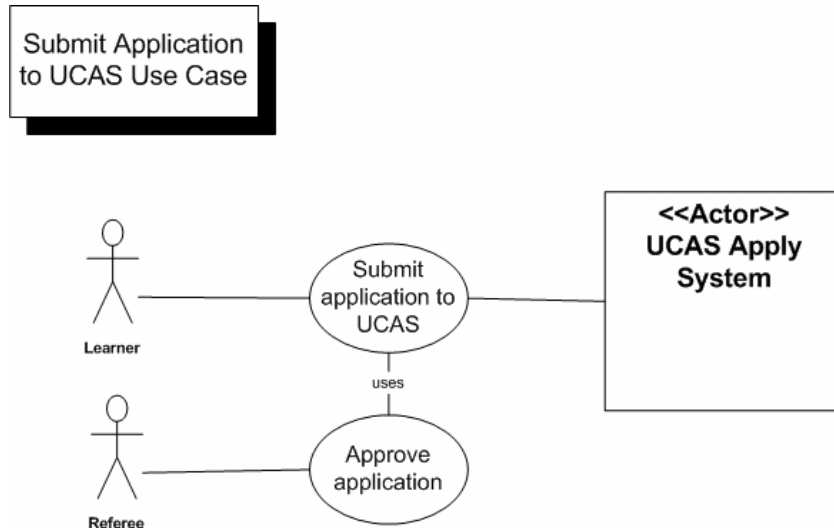 Submit Application
to UCAS Use Case
<<Actor>>
UCAS Apply
System
Submit
application to
UCAS
Learner
uses
Approve
application
Referee